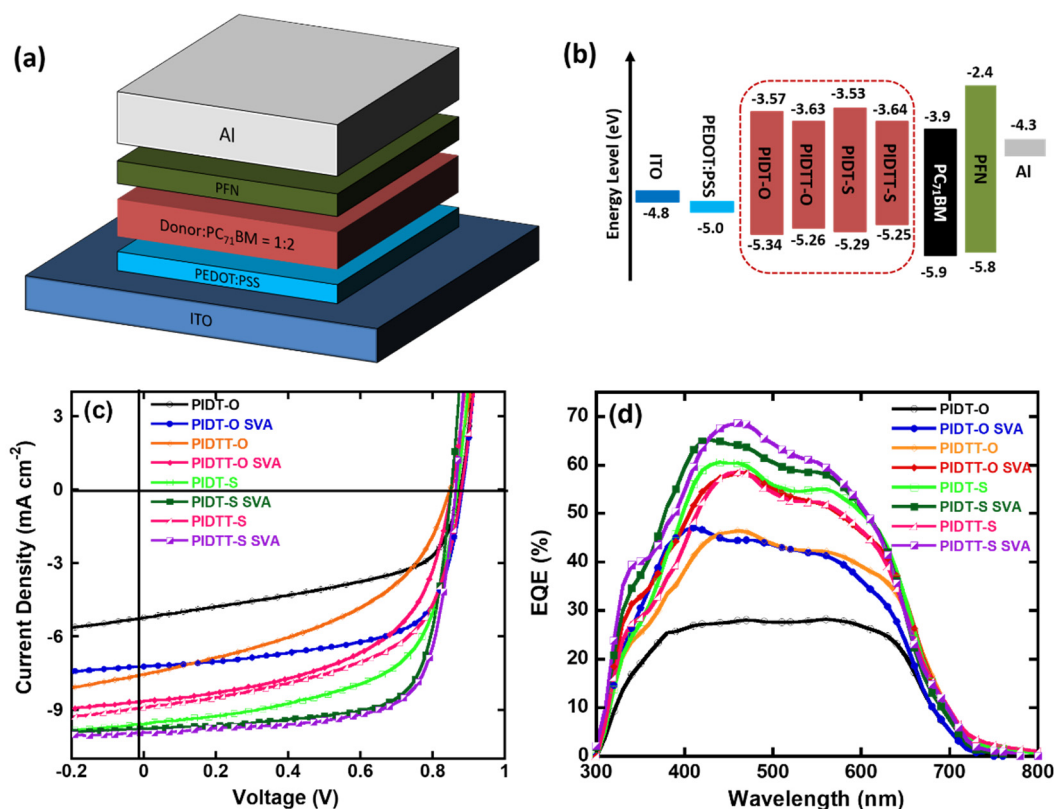 (a)
Al
PFN
Donor:PC71BM = 1:2
PEDOT:PSS
ITO
(b)
Energy Level (eV)
ITO
-4.8
PEDOT:PSS
-5.0
-3.57
PIDT-O
-5.34
-3.63
PIDTT-O
-5.26
-3.53
PIDT-S
-5.29
-3.64
PIDTT-S
-5.25
-3.9
PC71BM
-5.9
-2.4
PFN
-5.8
-4.3
Al
(c)
PIDT-O
PIDT-O SVA
PIDTT-O
PIDTT-O SVA
PIDT-S
PIDT-S SVA
PIDTT-S
PIDTT-S SVA
Current Density (mA cm-2)
3
0
-3
-6
-9
-0.2
0
0.2
0.4
0.6
0.8
1
Voltage (V)
(d)
PIDT-O
PIDT-O SVA
PIDTT-O
PIDTT-O SVA
PIDT-S
PIDT-S SVA
PIDTT-S
PIDTT-S SVA
EQE (%)
70
60
50
40
30
20
10
0
300
400
500
600
700
800
Wavelength (nm)